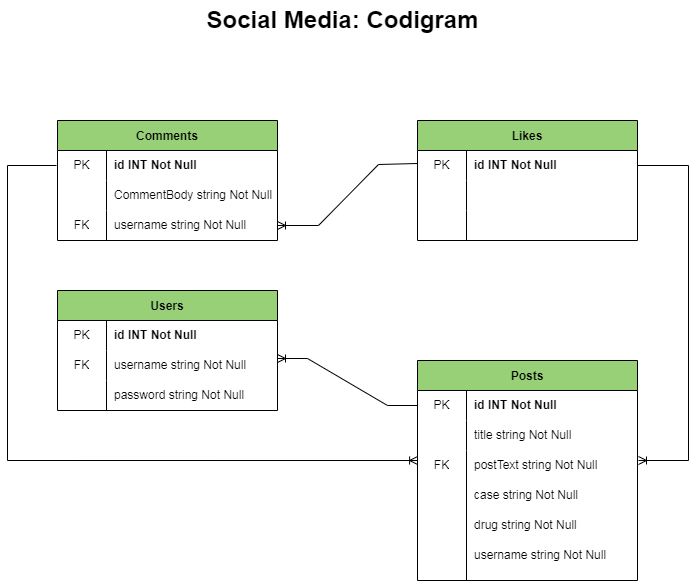 Social Media: Codigram
Comments
PK id INT Not Null
CommentBody string Not Null
FK username string Not Null
Likes
PK id INT Not Null
Users
PK id INT Not Null
FK username string Not Null
password string Not Null
Posts
PK id INT Not Null
title string Not Null
FK postText string Not Null
case string Not Null
drug string Not Null
username string Not Null